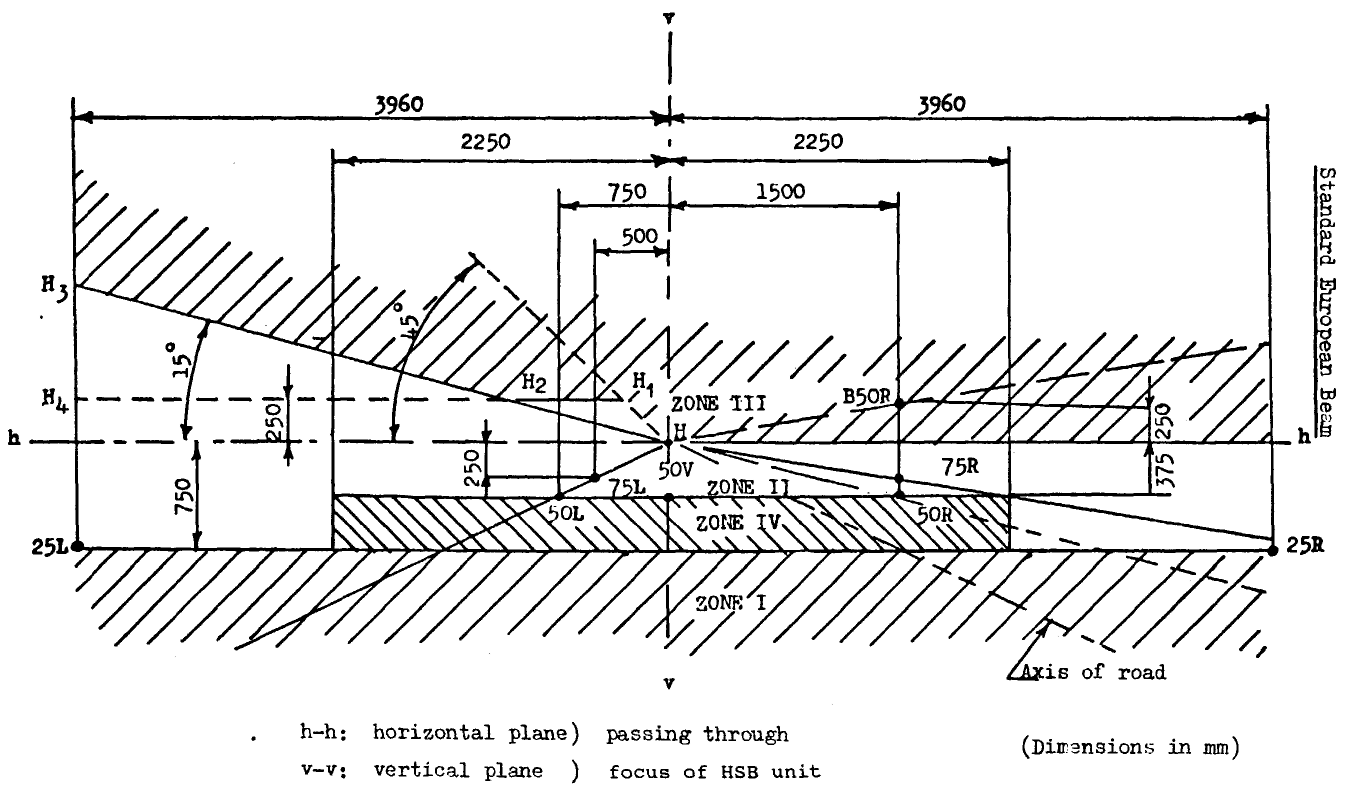 v
3960 3960
2250 2250
750 1500
500
Standard European Beam
H3
15°
45°
H4
H2 H1
ZONE III
B50R
250
250
h
H
h
750
250
50V
75L
ZONE II
75R
375
50L
ZONE IV
50R
25L
25R
ZONE I
Axis of road
v
h-h: horizontal plane) passing through
v-v: vertical plane ) focus of HSB unit
(Dimensions in mm)